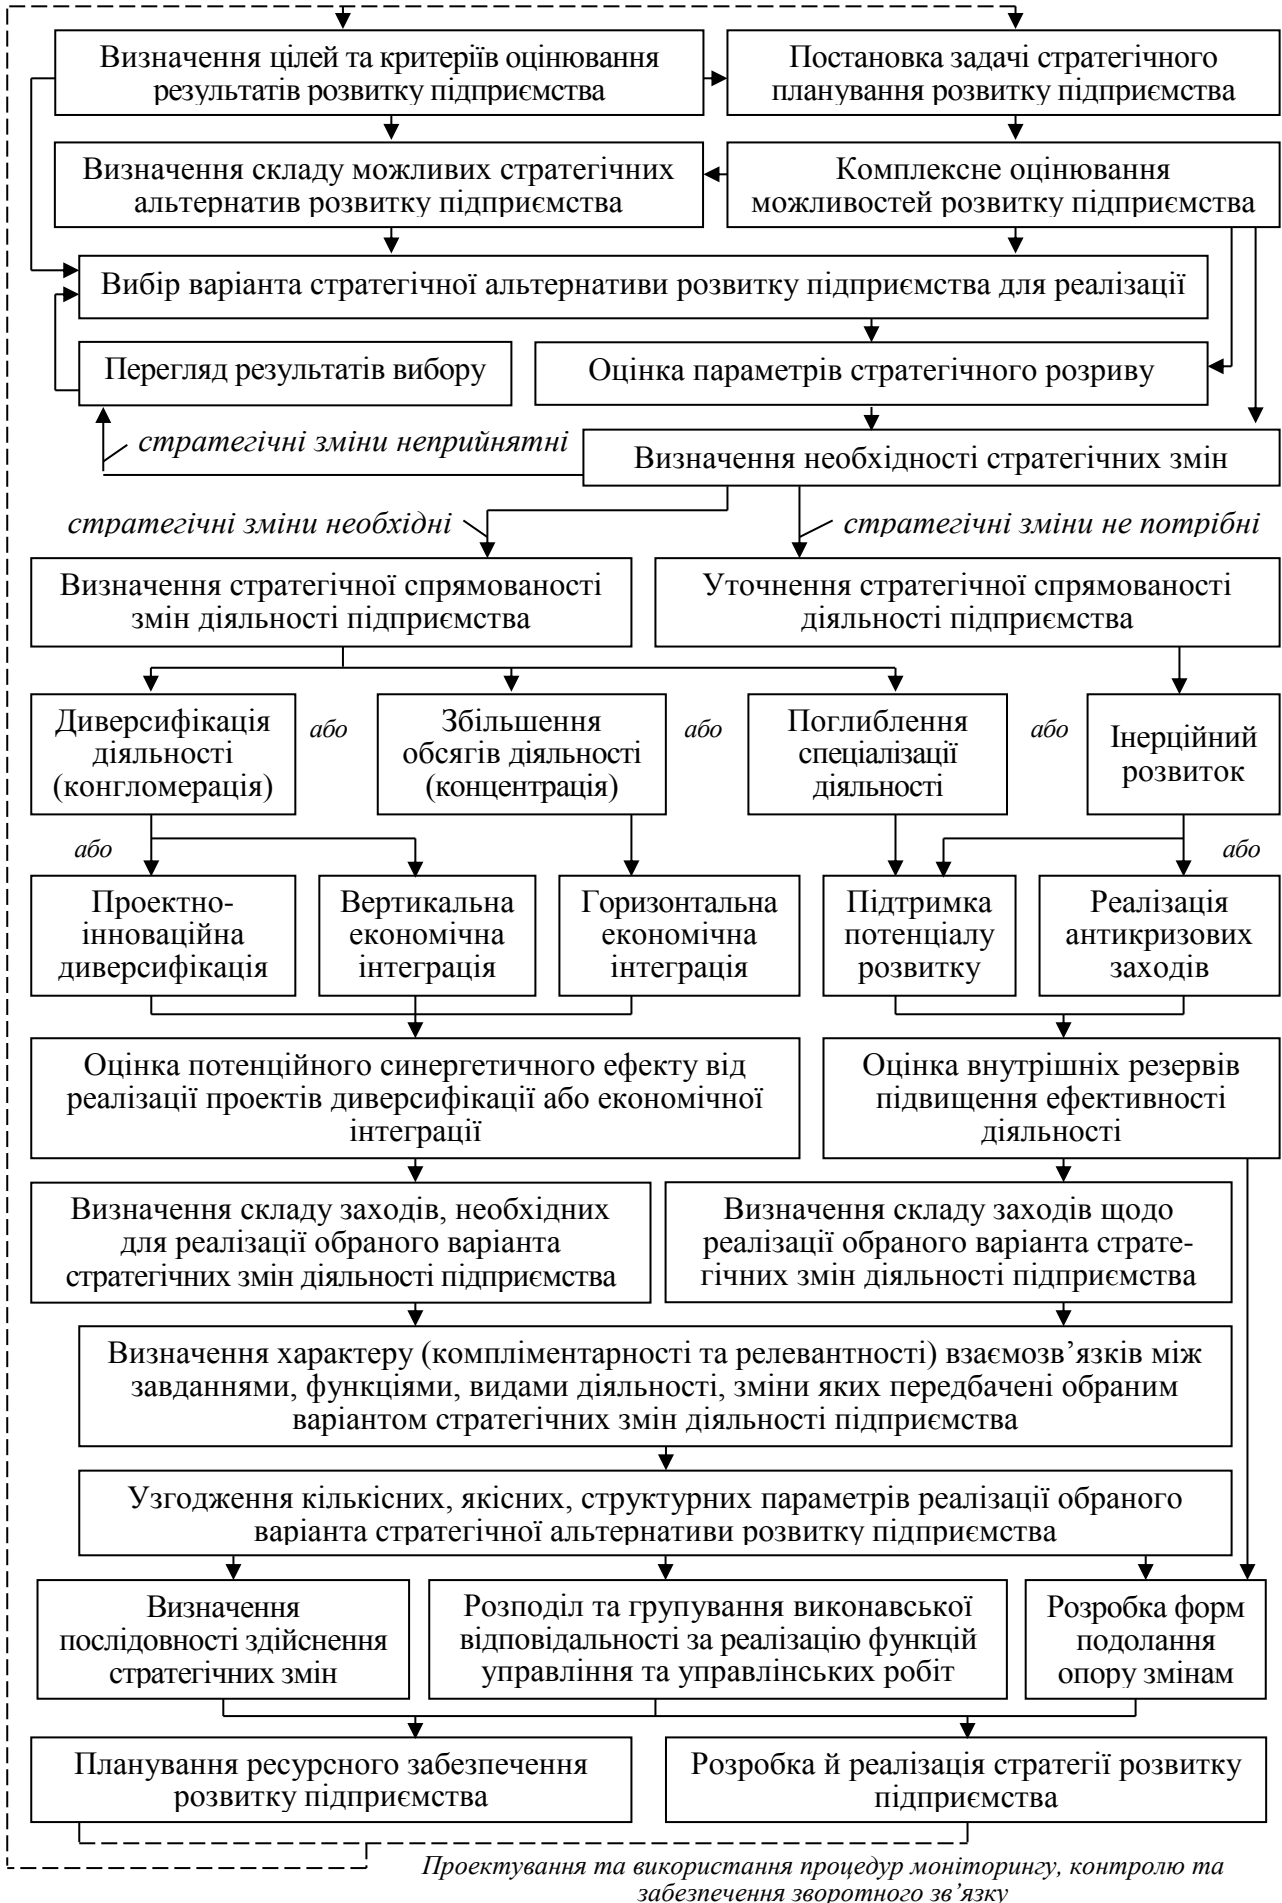 Визначення цілей та критеріїв оцінювання
результатів розвитку підприємства
Постановка задачі стратегічного
планування розвитку підприємства
Визначення складу можливих стратегічних
альтернатив розвитку підприємства
Комплексне оцінювання
можливостей розвитку підприємства
Вибір варіанта стратегічної альтернативи розвитку підприємства для реалізації
Перегляд результатів вибору
Оцінка параметрів стратегічного розриву
стратегічні зміни неприйнятні
Визначення необхідності стратегічних змін
стратегічні зміни необхідні
стратегічні зміни не потрібні
Визначення стратегічної спрямованості
змін діяльності підприємства
Уточнення стратегічної спрямованості
діяльності підприємства
Диверсифікація
діяльності
(конгломерація)
або
Збільшення
обсягів діяльності
(концентрація)
або
Поглиблення
спеціалізації
діяльності
або
Інерційний
розвиток
або
або
Проектно-
інноваційна
диверсифікація
Вертикальна
економічна
інтеграція
Горизонтальна
економічна
інтеграція
Підтримка
потенціалу
розвитку
Реалізація
антикризових
заходів
Оцінка потенційного синергетичного ефекту від
реалізації проектів диверсифікації або економічної
інтеграції
Оцінка внутрішніх резервів
підвищення ефективності
діяльності
Визначення складу заходів, необхідних
для реалізації обраного варіанта
стратегічних змін діяльності підприємства
Визначення складу заходів щодо
реалізації обраного варіанта страте-
гічних змін діяльності підприємства
Визначення характеру (компліментарності та релевантності) взаємозв’язків між
завданнями, функціями, видами діяльності, зміни яких передбачені обраним
варіантом стратегічних змін діяльності підприємства
Узгодження кількісних, якісних, структурних параметрів реалізації обраного
варіанта стратегічної альтернативи розвитку підприємства
Визначення
послідовності здійснення
стратегічних змін
Розподіл та групування виконавської
відповідальності за реалізацію функцій
управління та управлінських робіт
Розробка форм
подолання
опору змінам
Планування ресурсного забезпечення
розвитку підприємства
Розробка й реалізація стратегії розвитку
підприємства
Проектування та використання процедур моніторингу, контролю та
забезпечення зворотного зв’язку